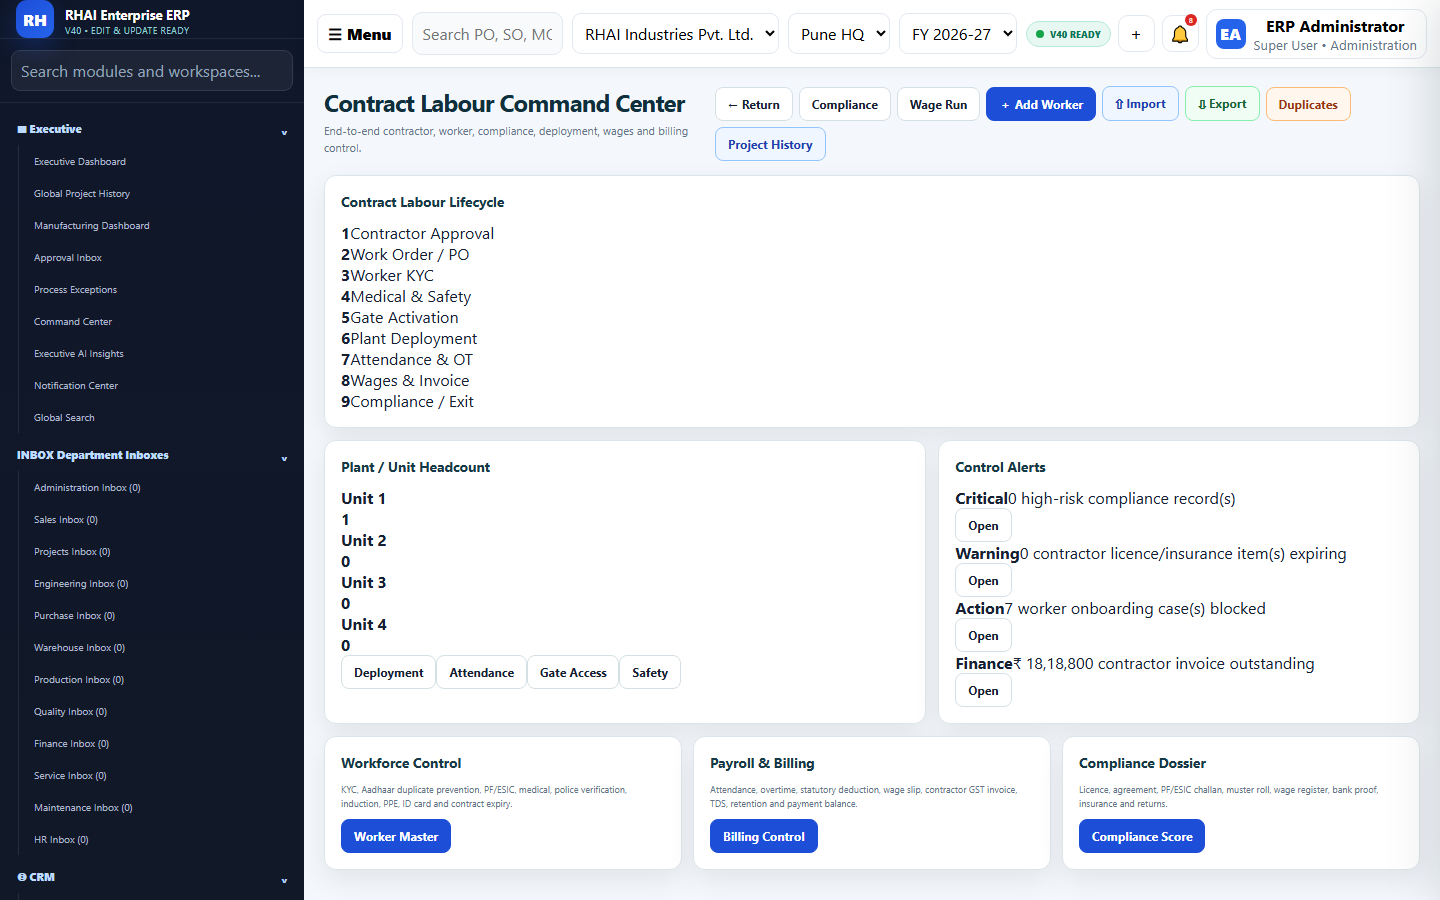 RH
RHAI Enterprise ERP
V40 • EDIT & UPDATE READY
Search modules and workspaces...
Executive
Executive Dashboard
Global Project History
Manufacturing Dashboard
Approval Inbox
Process Exceptions
Command Center
Executive AI Insights
Notification Center
Global Search
INBOX Department Inboxes
Administration Inbox (0)
Sales Inbox (0)
Projects Inbox (0)
Engineering Inbox (0)
Purchase Inbox (0)
Warehouse Inbox (0)
Production Inbox (0)
Quality Inbox (0)
Finance Inbox (0)
Service Inbox (0)
Maintenance Inbox (0)
HR Inbox (0)
CRM
☰ Menu
Search PO, SO, MC
RHAI Industries Pvt. Ltd.
Pune HQ
FY 2026-27
V40 READY
+
8
EA
ERP Administrator
Super User • Administration
Contract Labour Command Center
End-to-end contractor, worker, compliance, deployment, wages and billing
control.
← Return
Compliance
Wage Run
+ Add Worker
⇧ Import
⇩ Export
Duplicates
Project History
Contract Labour Lifecycle
1Contractor Approval
2Work Order / PO
3Worker KYC
4Medical & Safety
5Gate Activation
6Plant Deployment
7Attendance & OT
8Wages & Invoice
9Compliance / Exit
Plant / Unit Headcount
Unit 1
1
Unit 2
0
Unit 3
0
Unit 4
0
Deployment
Attendance
Gate Access
Safety
Control Alerts
Critical0 high-risk compliance record(s)
Open
Warning0 contractor licence/insurance item(s) expiring
Open
Action7 worker onboarding case(s) blocked
Open
Finance₹ 18,18,800 contractor invoice outstanding
Open
Workforce Control
KYC, Aadhaar duplicate prevention, PF/ESIC, medical, police verification,
induction, PPE, ID card and contract expiry.
Worker Master
Payroll & Billing
Attendance, overtime, statutory deduction, wage slip, contractor GST invoice,
TDS, retention and payment balance.
Billing Control
Compliance Dossier
Licence, agreement, PF/ESIC challan, muster roll, wage register, bank proof,
insurance and returns.
Compliance Score